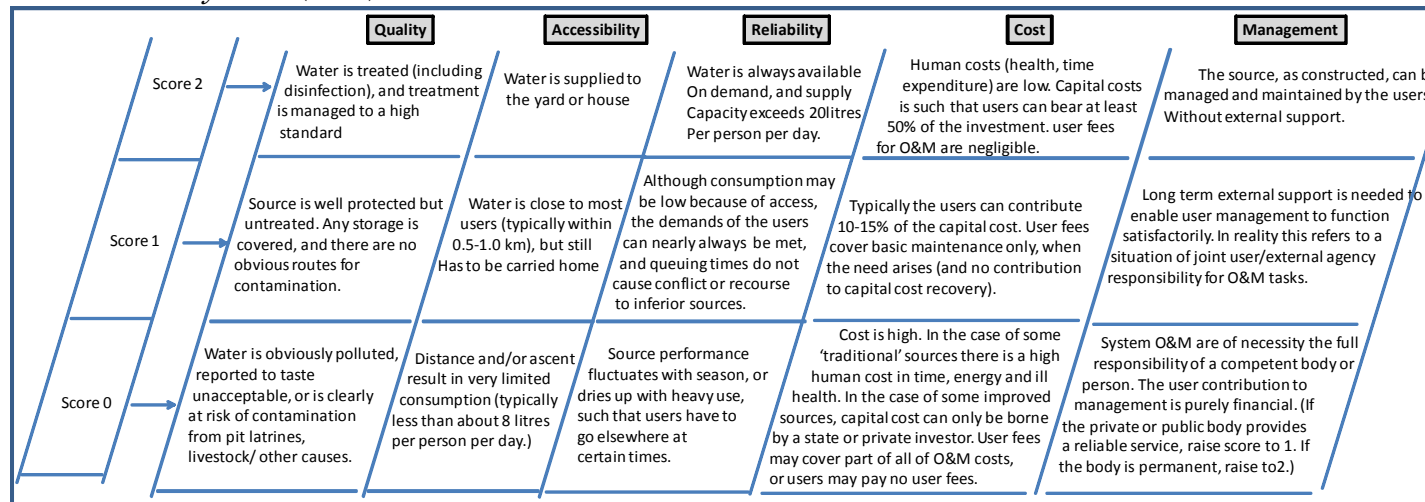 Quality
Accessibility
Reliability
Cost
Management
Score 2
Water is treated (including
disinfection), and treatment
is managed to a high
standard
Water is supplied to
the yard or house
Water is always available
On demand, and supply
Capacity exceeds 20litres
Per person per day.
Human costs (health, time
expenditure) are low. Capital costs
is such that users can bear at least
50% of the investment. user fees
for O&M are negligible.
The source, as constructed, can b
managed and maintained by the users
Without external support.
Score 1
Source is well protected but
untreated. Any storage is
covered, and there are no
obvious routes for
contamination.
Water is close to most
users (typically within
0.5-1.0 km), but still
Has to be carried home
Although consumption may
be low because of access,
the demands of the users
can nearly always be met,
and queuing times do not
cause conflict or recourse
to inferior sources.
Typically the users can contribute
10-15% of the capital cost. User fees
cover basic maintenance only, when
the need arises (and no contribution
to capital cost recovery).
Long term external support is needed to
enable user management to function
satisfactorily. In reality this refers to a
situation of joint user/external agency
responsibility for O&M tasks.
Score 0
Water is obviously polluted,
reported to taste
unacceptable, or is clearly
at risk of contamination
from pit latrines,
livestock/ other causes.
Distance and/or ascent
result in very limited
consumption (typically
less than about 8 litres
per person per day.)
Source performance
fluctuates with season, or
dries up with heavy use,
such that users have to
go elsewhere at
certain times.
Cost is high. In the case of some
‘traditional’ sources there is a high
human cost in time, energy and ill
health. In the case of some improved
sources, capital cost can only be borne
by a state or private investor. User fees
may cover part of all of O&M costs,
or users may pay no user fees.
System O&M are of necessity the full
responsibility of a competent body or
person. The user contribution to
management is purely financial. (If
the private or public body provides
a reliable service, raise score to 1. If
the body is permanent, raise to2.)